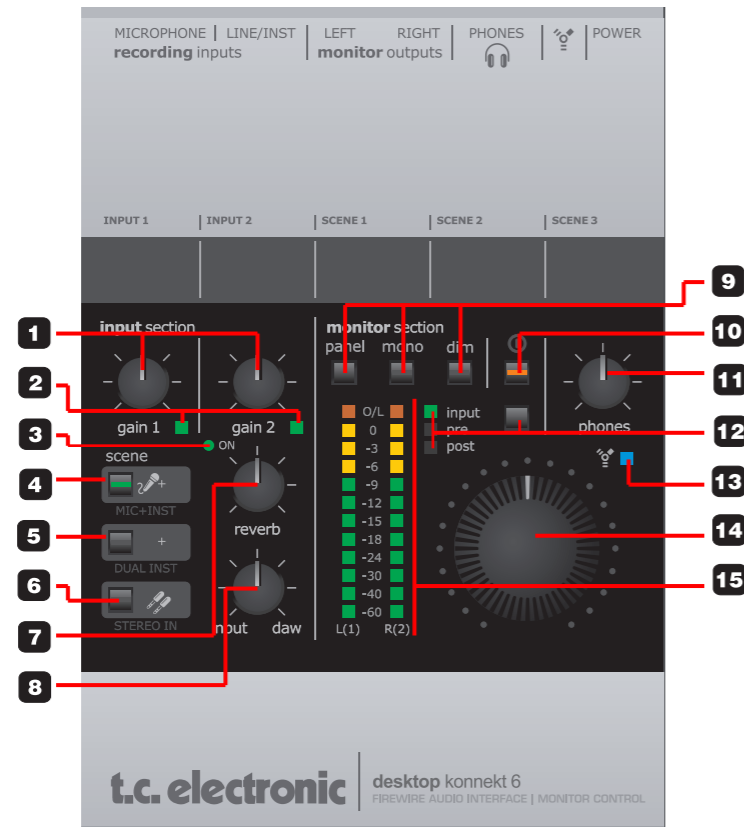 MICROPHONE | LINE/INST | LEFT RIGHT | PHONES | | POWER
recording inputs monitor outputs
INPUT 1 | INPUT 2 | SCENE 1 | SCENE 2 | SCENE 3
input section
monitor section
panel mono dim
gain 1
gain 2
phones
ON
scene
MIC+INST
DUAL INST
STEREO IN
reverb
input daw
O/L
0
-3
-6
-9
-12
-15
-18
-24
-30
-40
-60
L(1) R(2)
input
pre
post
1
2
3
4
5
6
7
8
9
10
11
12
13
14
15
t.c. electronic
desktop konnekt 6
FIREWIRE AUDIO INTERFACE | MONITOR CONTROL